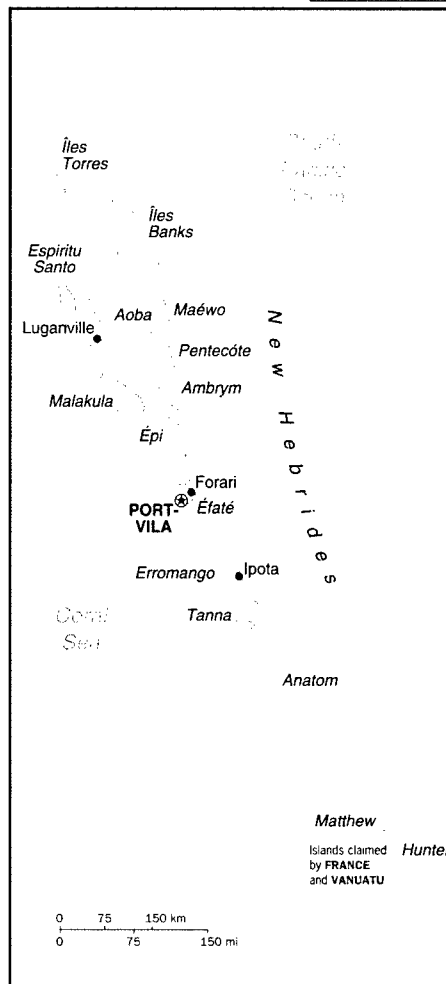 Îles
Torres
Îles
Banks
Espiritu
Santo
Aoba
Maéwo
Luganville
Pentecóte
Ambrym
Malakula
Épi
New Hebrides
Forari
PORT-
VILA
Éfaté
Erromango
Ipota
Coral
Sea
Tanna
Anatom
Matthew
Islands claimed
by FRANCE
and VANUATU
Hunte
0 75 150 km
0 75 150 mi